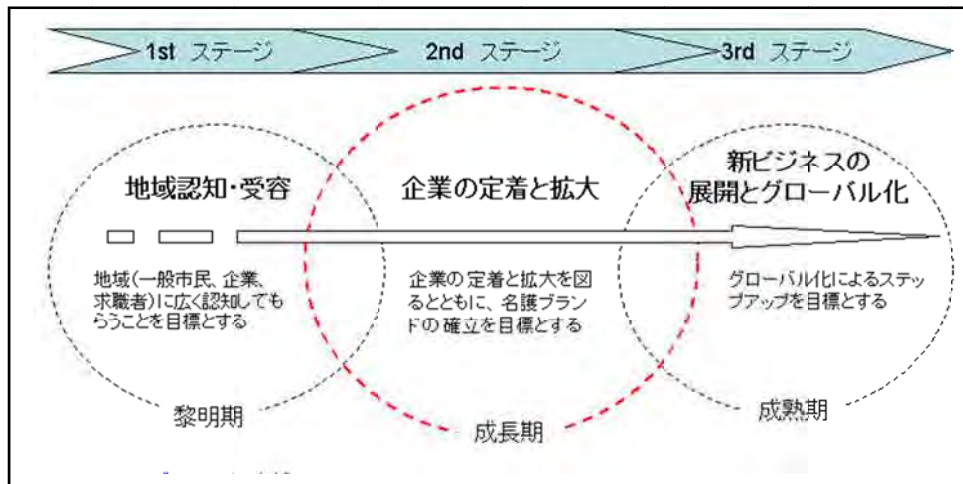 1st ステージ
2nd ステージ
3rd ステージ
地域認知・受容
企業の定着と拡大
新ビジネスの
展開とグローバル化
地域(一般市民、企業、
求職者)に広く認知しても
らうことを目標とする
企業の定着と拡大を図
るとともに、名護ブラン
ドの確立を目標とする
グローバル化によるステッ
プアップを目標とする
黎明期
成長期
成熟期